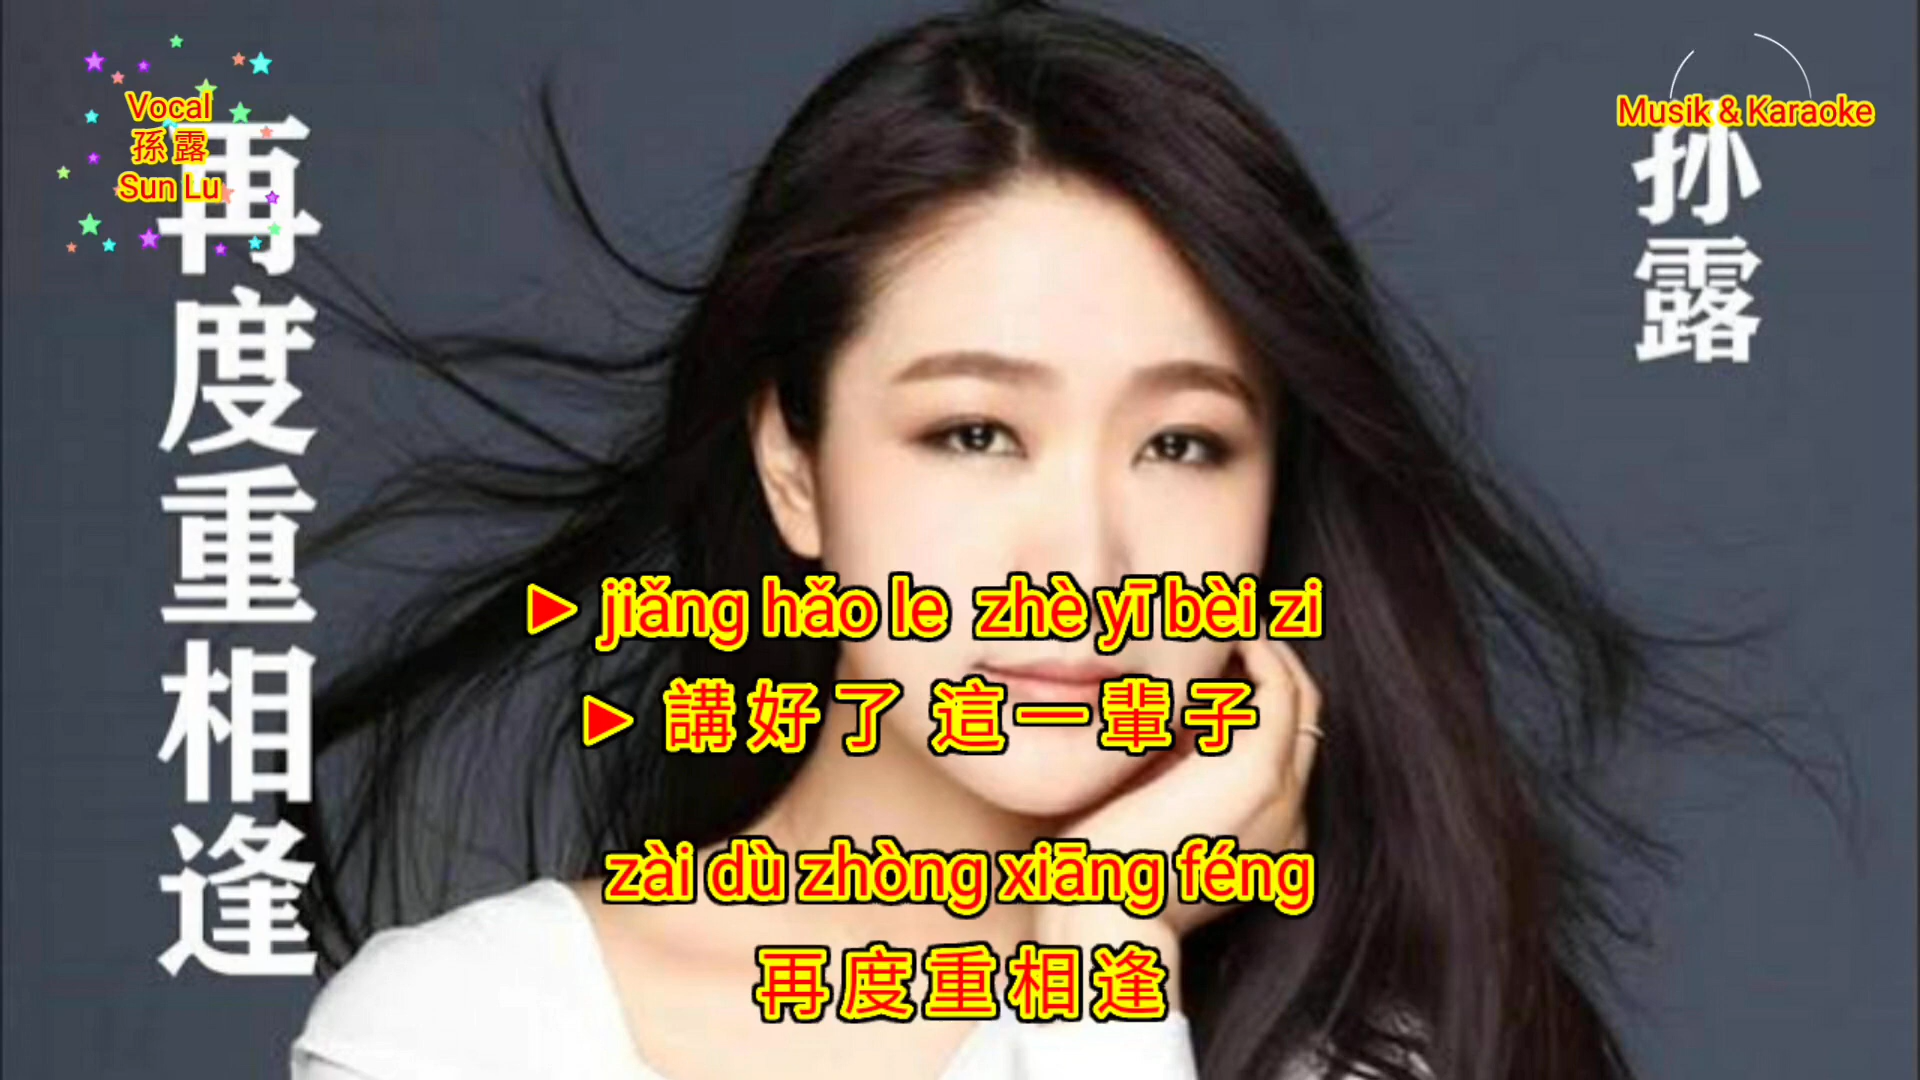 Vocal
孫露
Sun Lu
再度重相逢
Musik & Karaoke
孙露
► jiǎng hǎo le zhè yī bèi zi
► 講好了 這一輩子
zài dù zhòng xiāng féng
再度重相逢